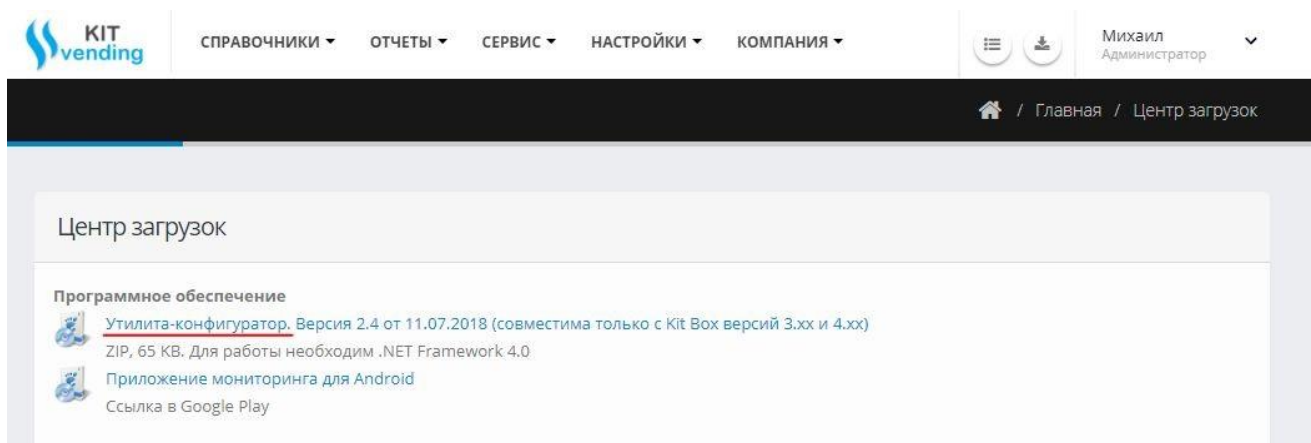 KIT
vending
СПРАВОЧНИКИ
ОТЧЕТЫ
СЕРВИС
НАСТРОЙКИ
КОМПАНИЯ
Михаил
Администратор
/ Главная / Центр загрузок
Центр загрузок
Программное обеспечение
Утилита-конфигуратор. Версия 2.4 от 11.07.2018 (совместима только с Kit Box версий 3.xx и 4.xx)
ZIP, 65 KB. Для работы необходим .NET Framework 4.0
Приложение мониторинга для Android
Ссылка в Google Play